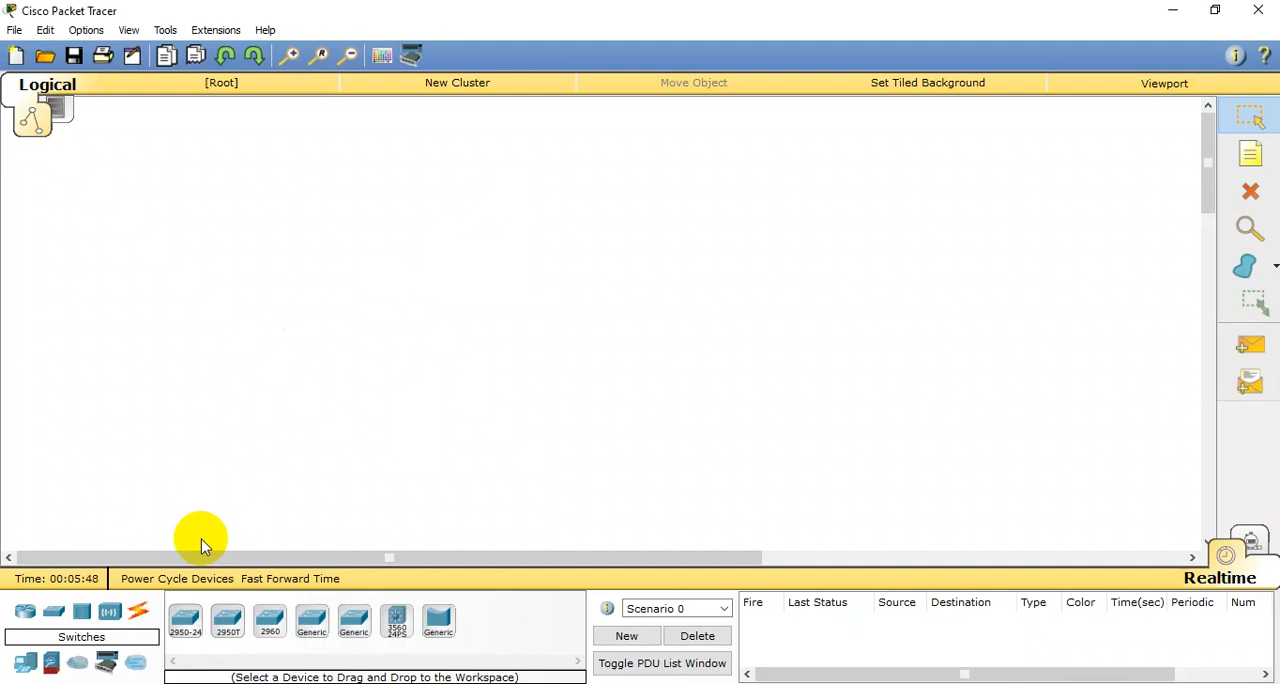 Cisco Packet Tracer
File Edit Options View Tools Extensions Help
Logical [Root] New Cluster Move Object Set Tiled Background Viewport
Time: 00:05:48 Power Cycle Devices Fast Forward Time
Realtime
Switches
2950-24 2950T 2960 Generic Generic 3560 24PS Generic
(Select a Device to Drag and Drop to the Workspace)
Scenario 0
New Delete
Toggle PDU List Window
Fire Last Status Source Destination Type Color Time(sec) Periodic Num